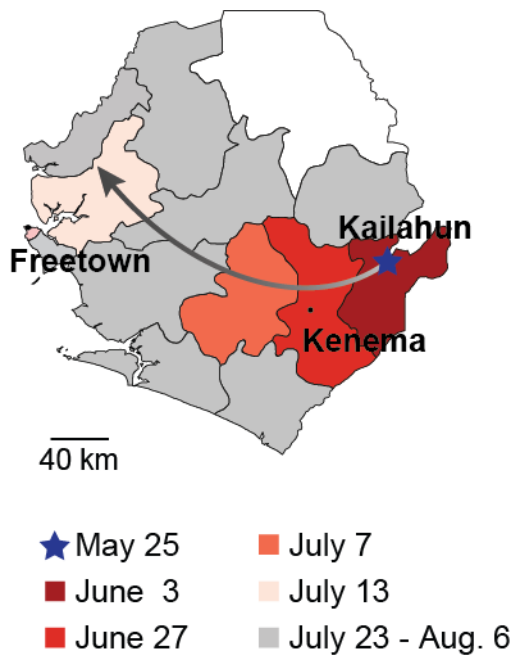 Kailahun
Freetown
Kenema
40 km
May 25
July 7
June 3
July 13
June 27
July 23 - Aug. 6